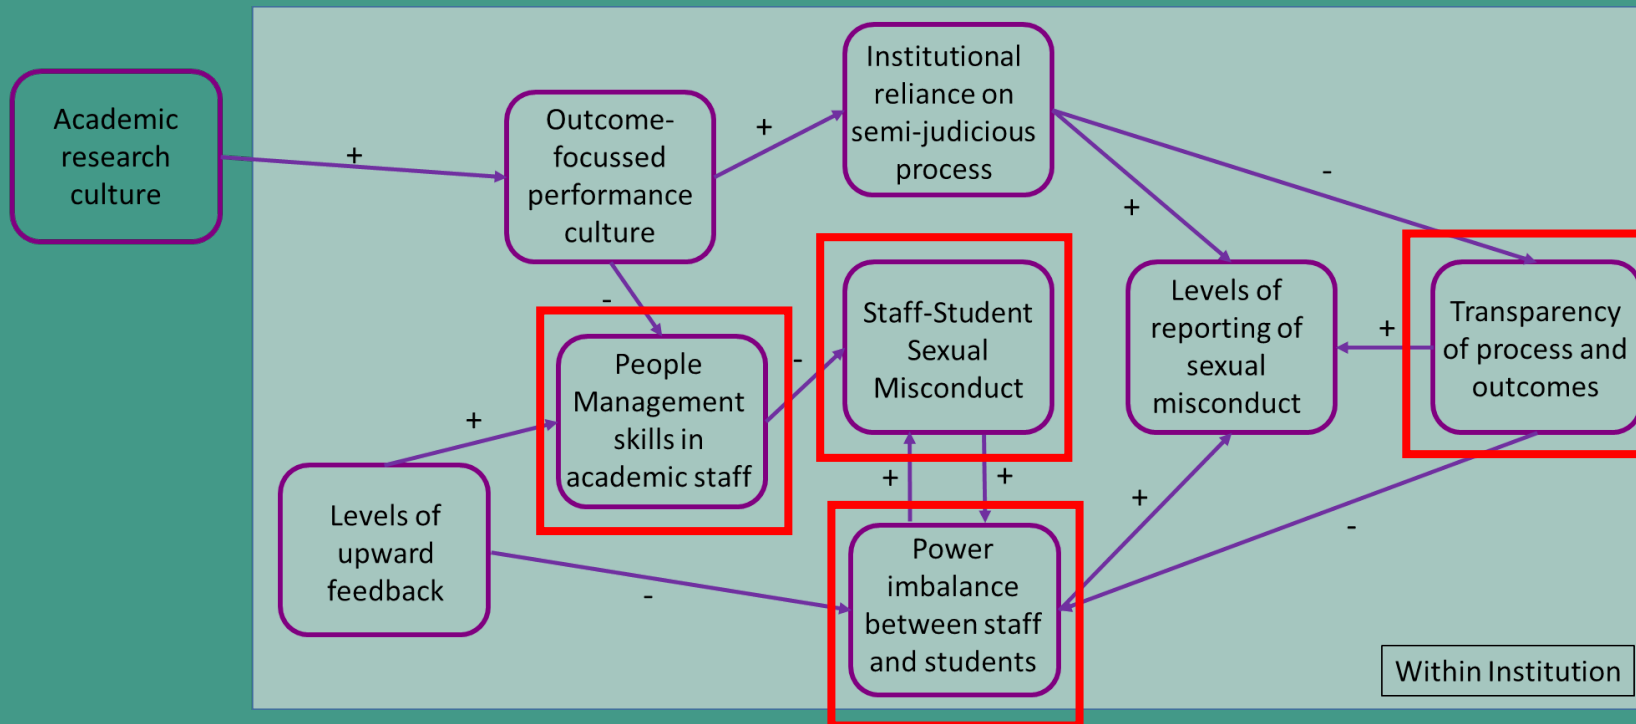 Academic
research
culture
+
Outcome-
focussed
performance
culture
+
Institutional
reliance on
semi-judicious
process
-
+
-
People
Management
skills in
academic staff
-
Staff-Student
Sexual
Misconduct
Levels of
reporting of
sexual
misconduct
+
Transparency
of process and
outcomes
+
Levels of
upward
feedback
-
+
+
Power
imbalance
between staff
and students
+
-
Within Institution